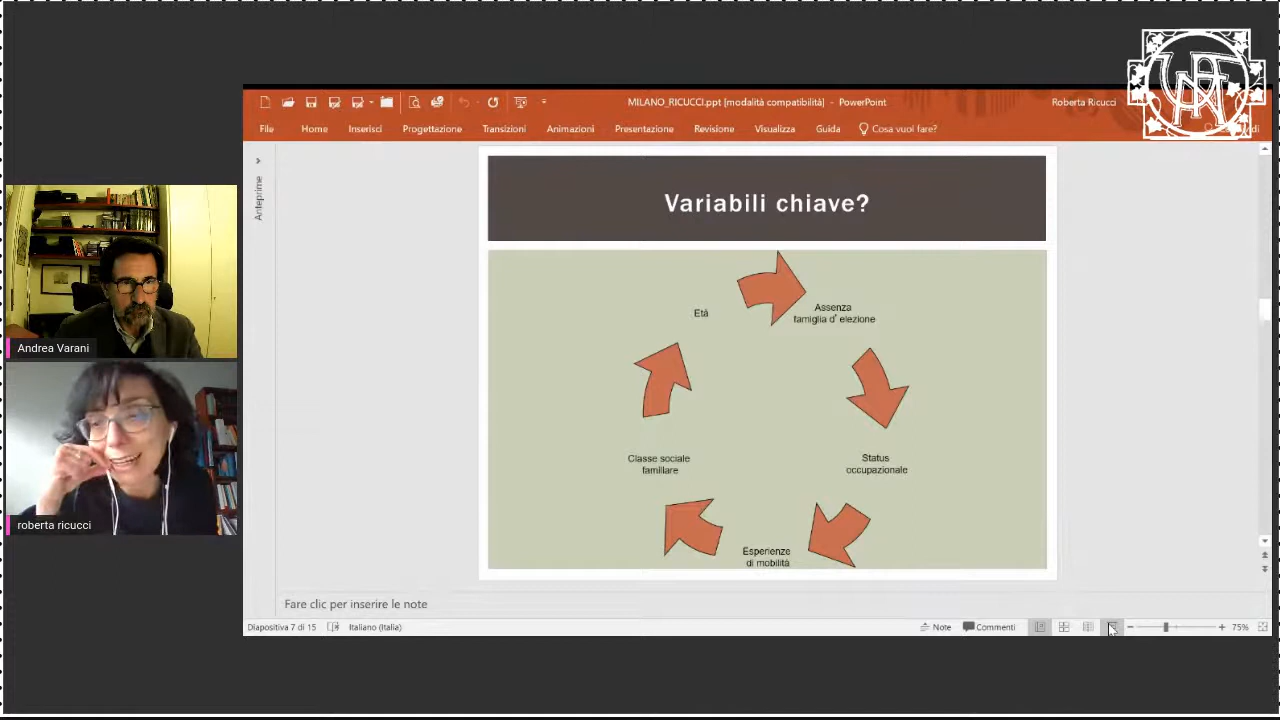 MILANO_RICUCCI.ppt [modalità compatibilità] - PowerPoint
Roberta Ricucci
File Home Inserisci Progettazione Transizioni Animazioni Presentazione Revisione Visualizza Guida Cosa vuoi fare?
Anteprime
Variabili chiave?
Età
Assenza
famiglia d' elezione
Status
occupazionale
Esperienze
di mobilità
Classe sociale
familiare
Andrea Varani
roberta ricucci
Fare clic per inserire le note
Diapositiva 7 di 15 Italiano (Italia) Note Commenti 75%